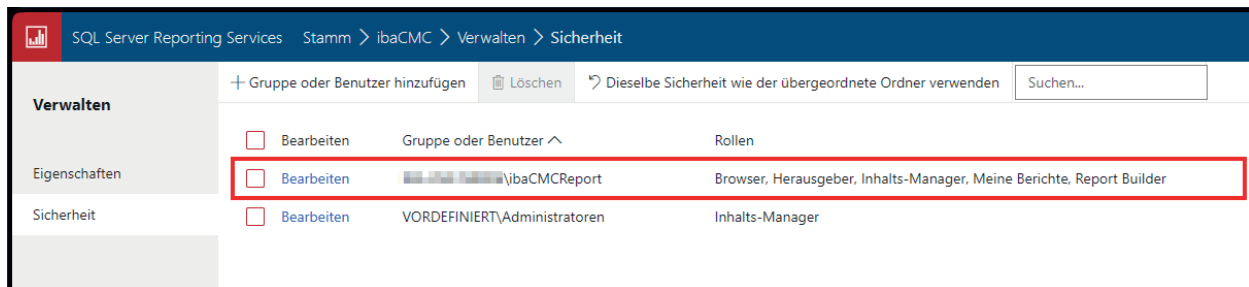 SQL Server Reporting Services Stamm > ibaCMC > Verwalten > Sicherheit
Verwalten
Eigenschaften
Sicherheit
+ Gruppe oder Benutzer hinzufügen Löschen Dieselbe Sicherheit wie der übergeordnete Ordner verwenden Suchen...
Bearbeiten Gruppe oder Benutzer Rollen
Bearbeiten \ibaCMCReport Browser, Herausgeber, Inhalts-Manager, Meine Berichte, Report Builder
Bearbeiten VORDEFINIERT\Administratoren Inhalts-Manager